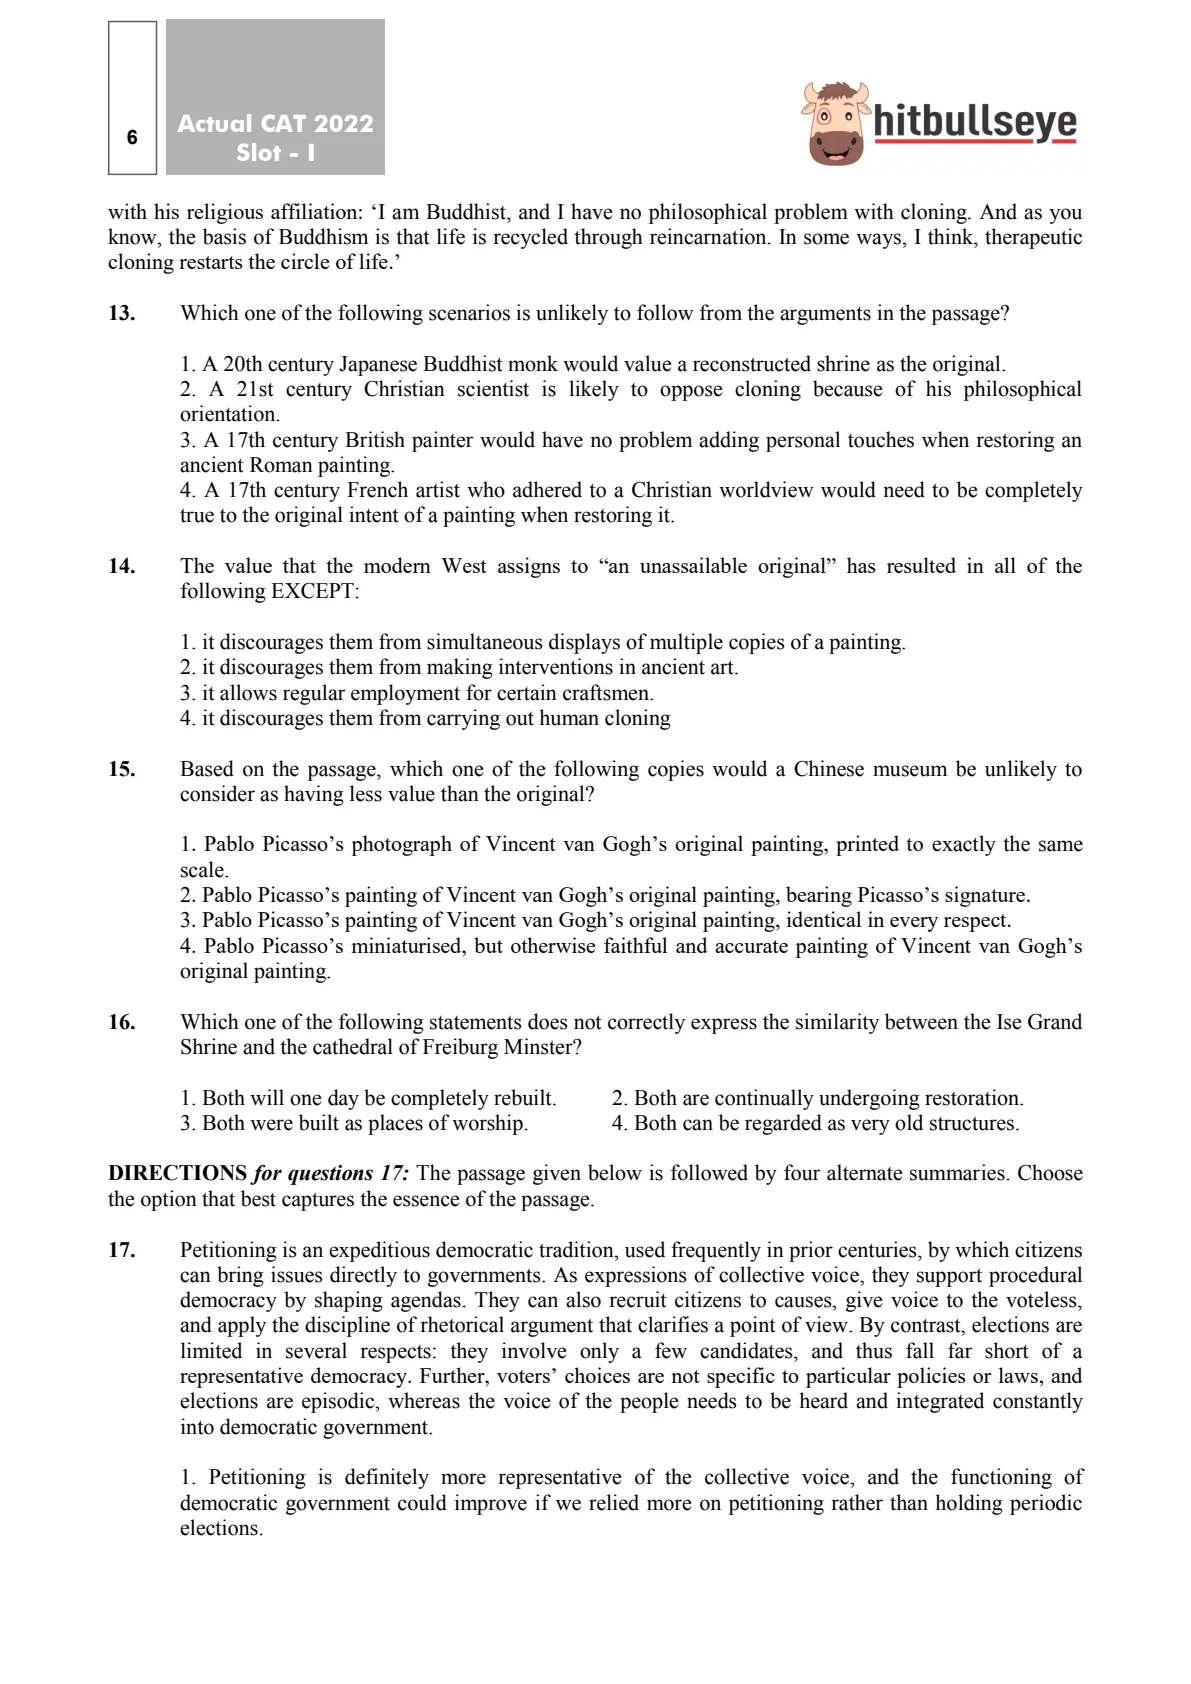 6
Actual CAT 2022
Slot - I
hitbullseye
with his religious affiliation: ‘I am Buddhist, and I have no philosophical problem with cloning. And as you
know, the basis of Buddhism is that life is recycled through reincarnation. In some ways, I think, therapeutic
cloning restarts the circle of life.’
13. Which one of the following scenarios is unlikely to follow from the arguments in the passage?
1. A 20th century Japanese Buddhist monk would value a reconstructed shrine as the original.
2. A 21st century Christian scientist is likely to oppose cloning because of his philosophical
orientation.
3. A 17th century British painter would have no problem adding personal touches when restoring an
ancient Roman painting.
4. A 17th century French artist who adhered to a Christian worldview would need to be completely
true to the original intent of a painting when restoring it.
14. The value that the modern West assigns to “an unassailable original” has resulted in all of the
following EXCEPT:
1. it discourages them from simultaneous displays of multiple copies of a painting.
2. it discourages them from making interventions in ancient art.
3. it allows regular employment for certain craftsmen.
4. it discourages them from carrying out human cloning
15. Based on the passage, which one of the following copies would a Chinese museum be unlikely to
consider as having less value than the original?
1. Pablo Picasso’s photograph of Vincent van Gogh’s original painting, printed to exactly the same
scale.
2. Pablo Picasso’s painting of Vincent van Gogh’s original painting, bearing Picasso’s signature.
3. Pablo Picasso’s painting of Vincent van Gogh’s original painting, identical in every respect.
4. Pablo Picasso’s miniaturised, but otherwise faithful and accurate painting of Vincent van Gogh’s
original painting.
16. Which one of the following statements does not correctly express the similarity between the Ise Grand
Shrine and the cathedral of Freiburg Minster?
1. Both will one day be completely rebuilt. 2. Both are continually undergoing restoration.
3. Both were built as places of worship. 4. Both can be regarded as very old structures.
DIRECTIONS for questions 17: The passage given below is followed by four alternate summaries. Choose
the option that best captures the essence of the passage.
17. Petitioning is an expeditious democratic tradition, used frequently in prior centuries, by which citizens
can bring issues directly to governments. As expressions of collective voice, they support procedural
democracy by shaping agendas. They can also recruit citizens to causes, give voice to the voteless,
and apply the discipline of rhetorical argument that clarifies a point of view. By contrast, elections are
limited in several respects: they involve only a few candidates, and thus fall far short of a
representative democracy. Further, voters’ choices are not specific to particular policies or laws, and
elections are episodic, whereas the voice of the people needs to be heard and integrated constantly
into democratic government.
1. Petitioning is definitely more representative of the collective voice, and the functioning of
democratic government could improve if we relied more on petitioning rather than holding periodic
elections.